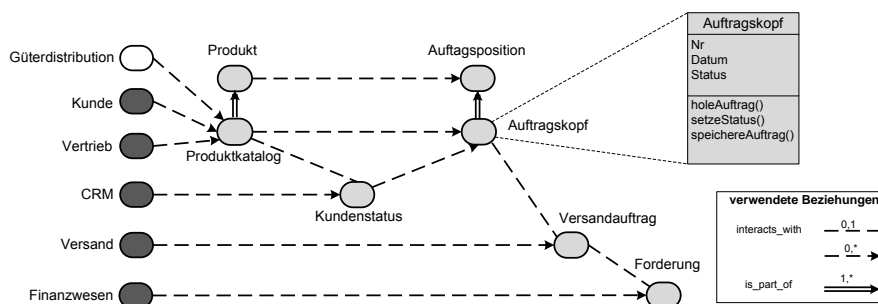 Auftragskopf
Nr
Datum
Status
holeAuftrag()
setzeStatus()
speichereAuftrag()
Produkt
Auftagsposition
Güterdistribution
Kunde
Auftragskopf
Vertrieb
Produktkatalog
CRM
Kundenstatus
Versandauftrag
Versand
Forderung
Finanzwesen
verwendete Beziehungen
interacts_with
0,1
0,*
is_part_of
1,*